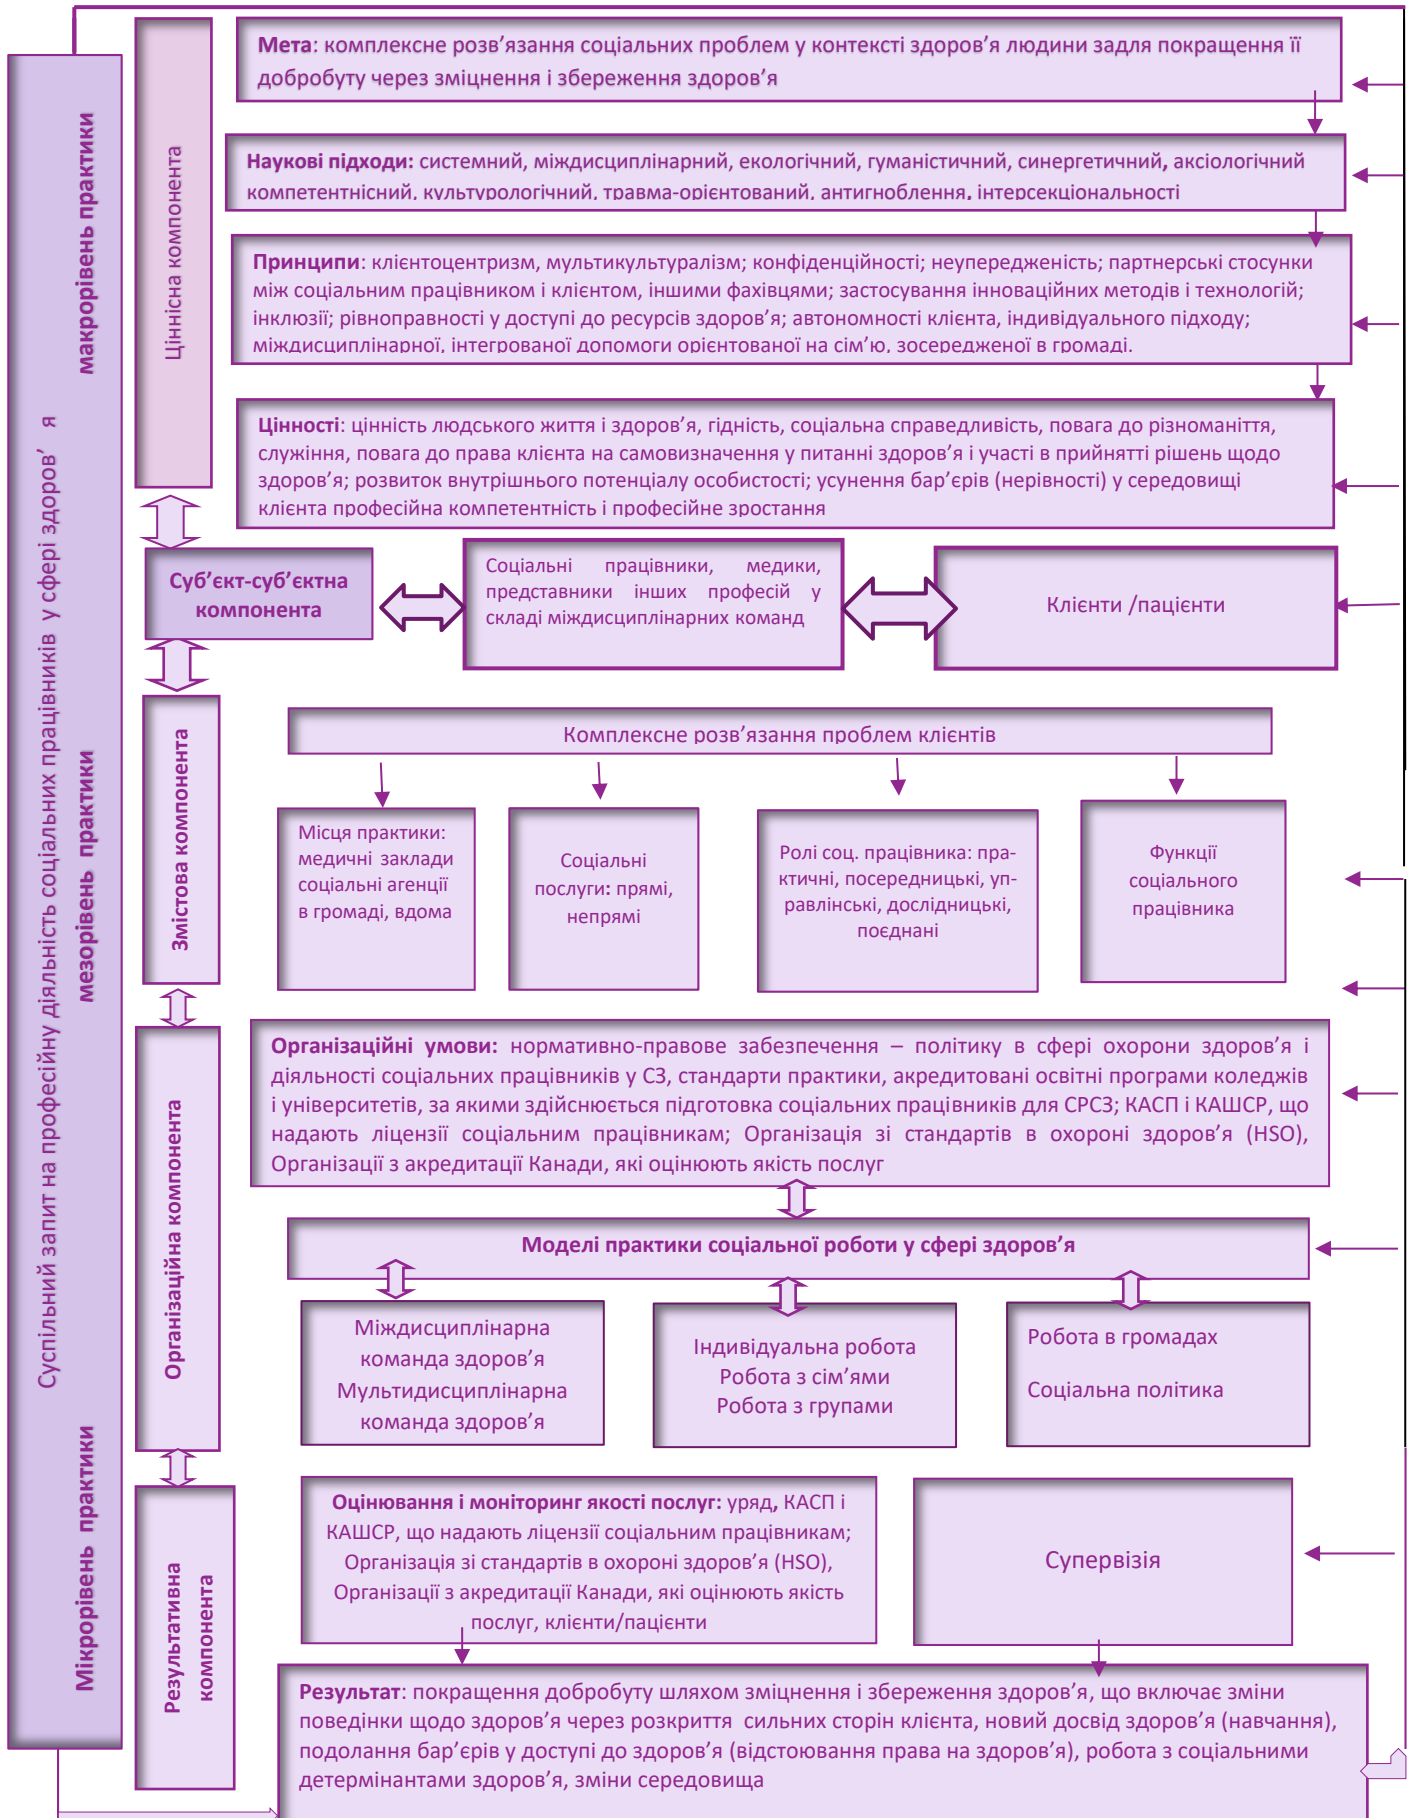 Суспільний запит на професійну діяльність соціальних працівників у сфері здоров’ я
макрорівень практики
мезорівень практики
Мікрорівень практики
Ціннісна компонента
Мета: комплексне розв'язання соціальних проблем у контексті здоров’я людини задля покращення її
добробуту через зміцнення і збереження здоров’я
Наукові підходи: системний, міждисциплінарний, екологічний, гуманістичний, синергетичний, аксіологічний
компетентнісний, культурологічний, травма-орієнтований, антигноблення, інтерсекціональності
Принципи: клієнтоцентризм, мультикультуралізм; конфіденційності; неупередженість; партнерські стосунки
між соціальним працівником і клієнтом, іншими фахівцями; застосування інноваційних методів і технологій;
інклюзії; рівноправності у доступі до ресурсів здоров’я; автономності клієнта, індивідуального підходу;
міждисциплінарної, інтегрованої допомоги орієнтованої на сім’ю, зосередженої в громаді.
Цінності: цінність людського життя і здоров’я, гідність, соціальна справедливість, повага до різноманіття,
служіння, повага до права клієнта на самовизначення у питанні здоров’я і участі в прийнятті рішень щодо
здоров’я; розвиток внутрішнього потенціалу особистості; усунення бар’єрів (нерівності) у середовищі
клієнта професійна компетентність і професійне зростання
Суб’єкт-суб’єктна
компонента
Соціальні працівники, медики,
представники інших професій у
складі міждисциплінарних команд
Клієнти /пацієнти
Змістова компонента
Комплексне розв'язання проблем клієнтів
Місця практики:
медичні заклади
соціальні агенції
в громаді, вдома
Соціальні
послуги: прямі,
непрямі
Ролі соц. працівника: пра-
ктичні, посередницькі, уп-
равлінські, дослідницькі,
поєднані
Функції
соціального
працівника
Організаційна компонента
Організаційні умови: нормативно-правове забезпечення – політику в сфері охорони здоров’я і
діяльності соціальних працівників у СЗ, стандарти практики, акредитовані освітні програми коледжів
і університетів, за якими здійснюється підготовка соціальних працівників для СРСЗ; КАСП і КАШСР, що
надають ліцензії соціальним працівникам; Організація зі стандартів в охороні здоров’я (HSO),
Організації з акредитації Канади, які оцінюють якість послуг
Моделі практики соціальної роботи у сфері здоров’я
Міждисциплінарна
команда здоров’я
Мультидисциплінарна
команда здоров’я
Індивідуальна робота
Робота з сім’ями
Робота з групами
Робота в громадах
Соціальна політика
Результативна
компонента
Оцінювання і моніторинг якості послуг: уряд, КАСП і
КАШСР, що надають ліцензії соціальним працівникам;
Організація зі стандартів в охороні здоров’я (HSO),
Організації з акредитації Канади, які оцінюють якість
послуг, клієнти/пацієнти
Супервізія
Результат: покращення добробуту шляхом зміцнення і збереження здоров’я, що включає зміни
поведінки щодо здоров’я через розкриття сильних сторін клієнта, новий досвід здоров’я (навчання),
подолання бар’єрів у доступі до здоров’я (відстоювання права на здоров’я), робота з соціальними
детермінантами здоров’я, зміни середовища